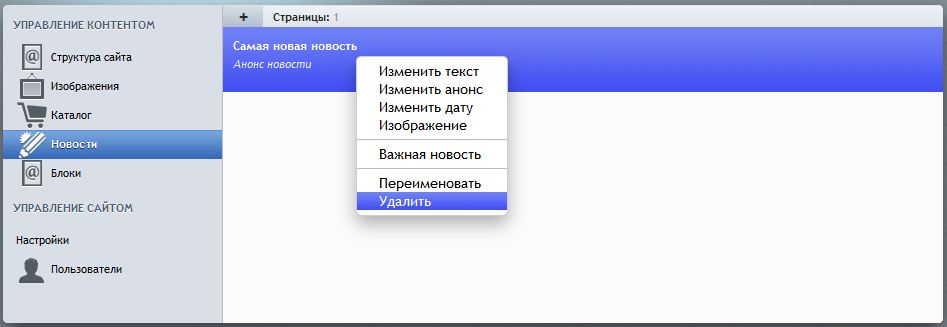 УПРАВЛЕНИЕ КОНТЕНТОМ
Структура сайта
Изображения
Каталог
Новости
Блоки
УПРАВЛЕНИЕ САЙТОМ
Настройки
Пользователи
+ Страницы: 1
Самая новая новость
Анонс новости
Изменить текст
Изменить анонс
Изменить дату
Изображение
Важная новость
Переименовать
Удалить